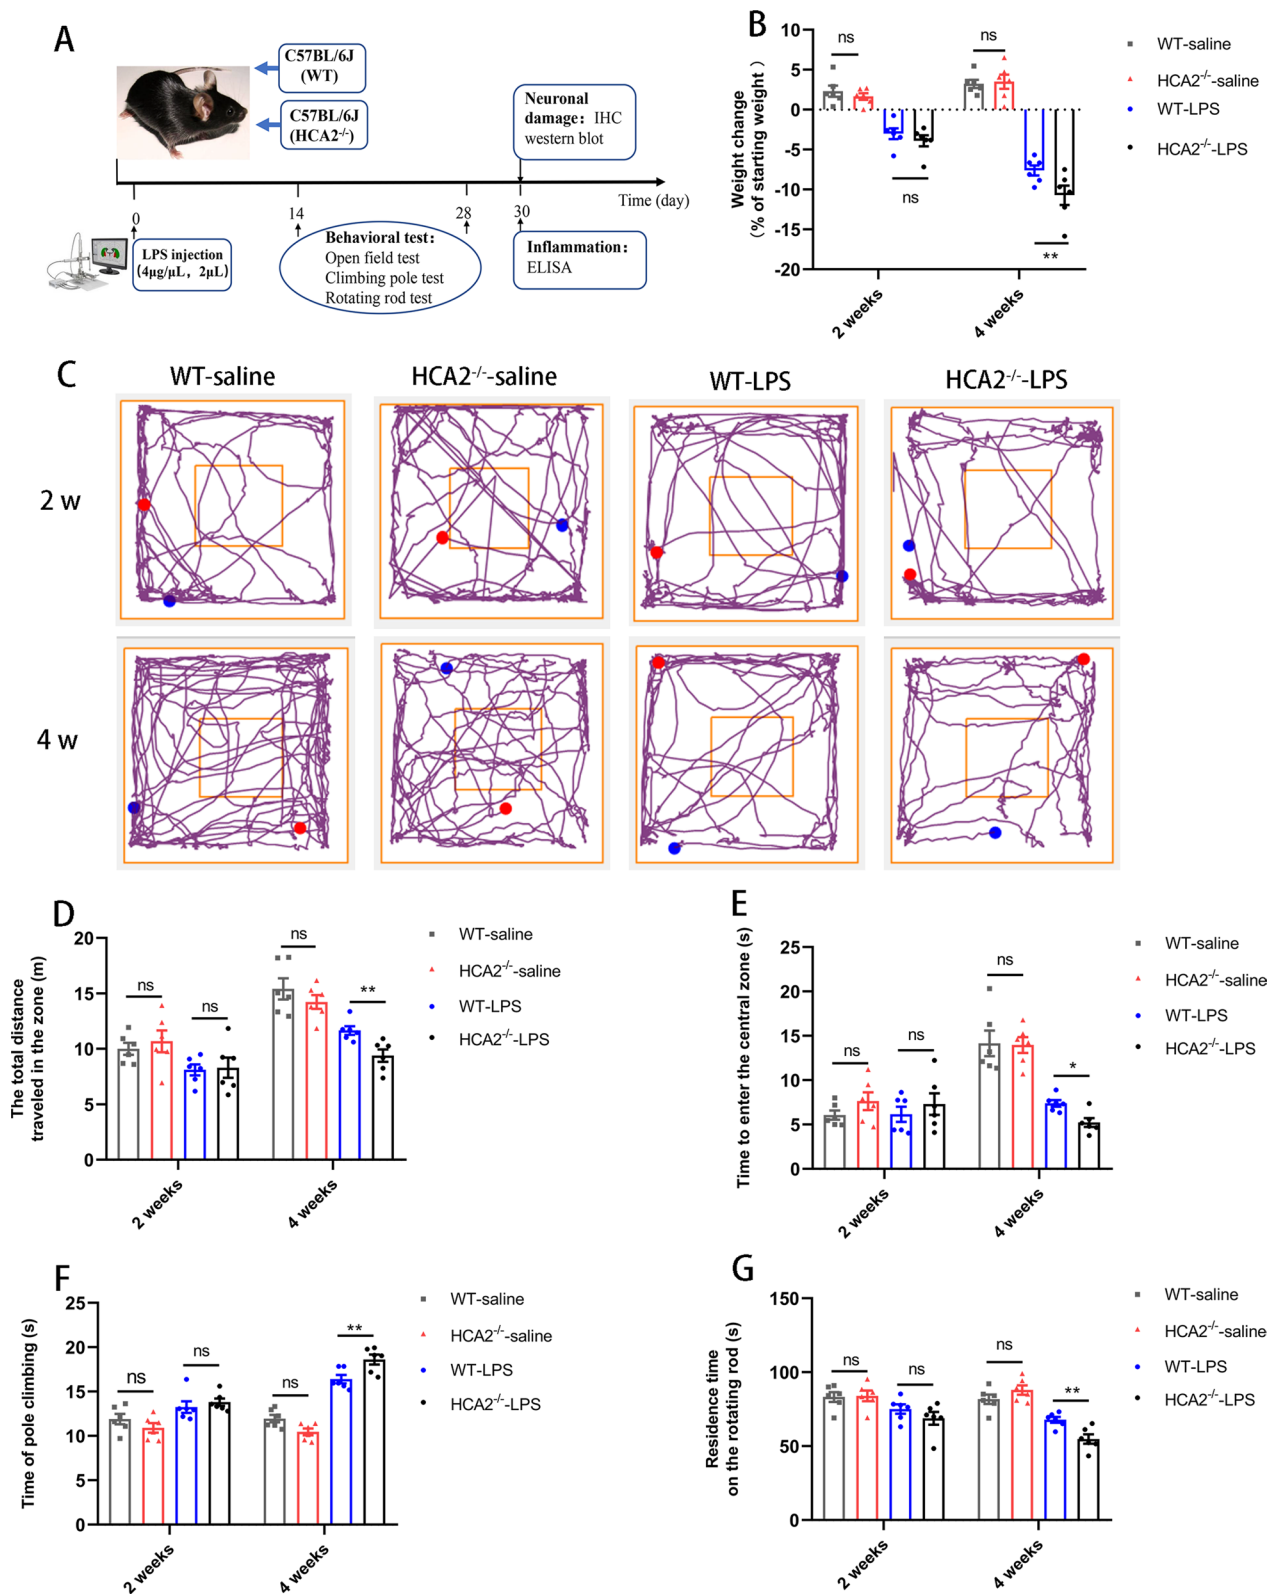 A
C57BL/6J
(WT)
C57BL/6J
(HCA2-/-)
Neuronal
damage： IHC
western blot
Time (day)
0
14
28
30
LPS injection
(4μg/μL，2μL)
Behavioral test：
Open field test
Climbing pole test
Rotating rod test
Inflammation：
ELISA
B
Weight change
(% of starting weight)
10
5
0
-5
-10
-15
-20
ns
ns
ns
**
2 weeks
4 weeks
WT-saline
HCA2-/--saline
WT-LPS
HCA2-/--LPS
C
WT-saline
HCA2-/--saline
WT-LPS
HCA2-/--LPS
2 w
4 w
D
The total distance
traveled in the zone (m)
20
15
10
5
0
ns
ns
ns
**
2 weeks
4 weeks
WT-saline
HCA2-/--saline
WT-LPS
HCA2-/--LPS
E
Time to enter the central zone (s)
25
20
15
10
5
0
ns
ns
ns
*
2 weeks
4 weeks
WT-saline
HCA2-/--saline
WT-LPS
HCA2-/--LPS
F
Time of pole climbing (s)
25
20
15
10
5
0
ns
ns
ns
**
2 weeks
4 weeks
WT-saline
HCA2-/--saline
WT-LPS
HCA2-/--LPS
G
Residence time
on the rotating rod (s)
150
100
50
0
ns
ns
ns
**
2 weeks
4 weeks
WT-saline
HCA2-/--saline
WT-LPS
HCA2-/--LPS